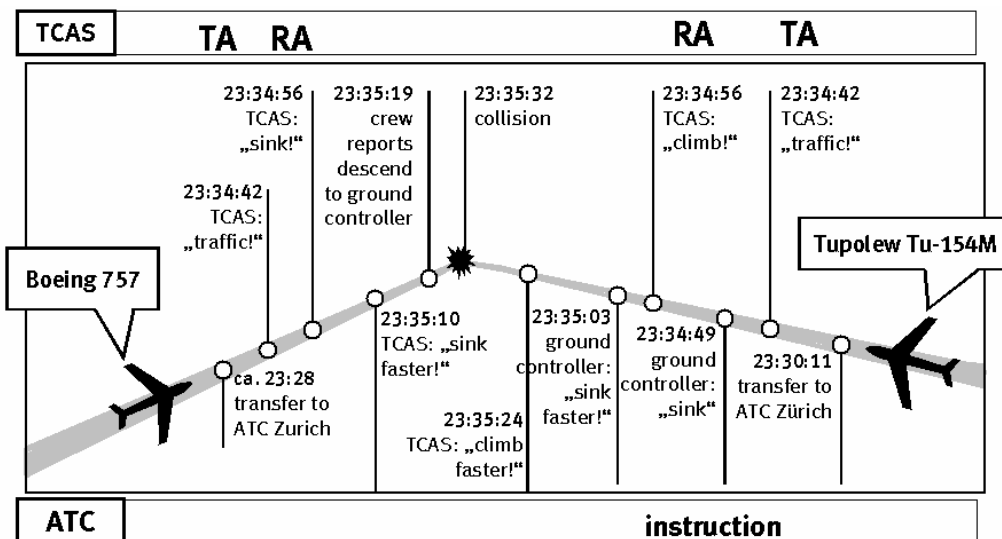 TCAS
TA RA
RA TA
23:34:56
TCAS:
„sink!“
23:35:19
crew
reports
descend
to ground
controller
23:35:32
collision
23:34:56
TCAS:
„climb!“
23:34:42
TCAS:
„traffic!“
23:34:42
TCAS:
„traffic!“
Boeing 757
Tupolew Tu-154M
ca. 23:28
transfer to
ATC Zurich
23:35:10
TCAS: „sink
faster!“
23:35:24
TCAS: „climb
faster!“
23:35:03
ground
controller:
„sink
faster!“
23:34:49
ground
controller:
„sink“
23:30:11
transfer to
ATC Zürich
ATC
instruction